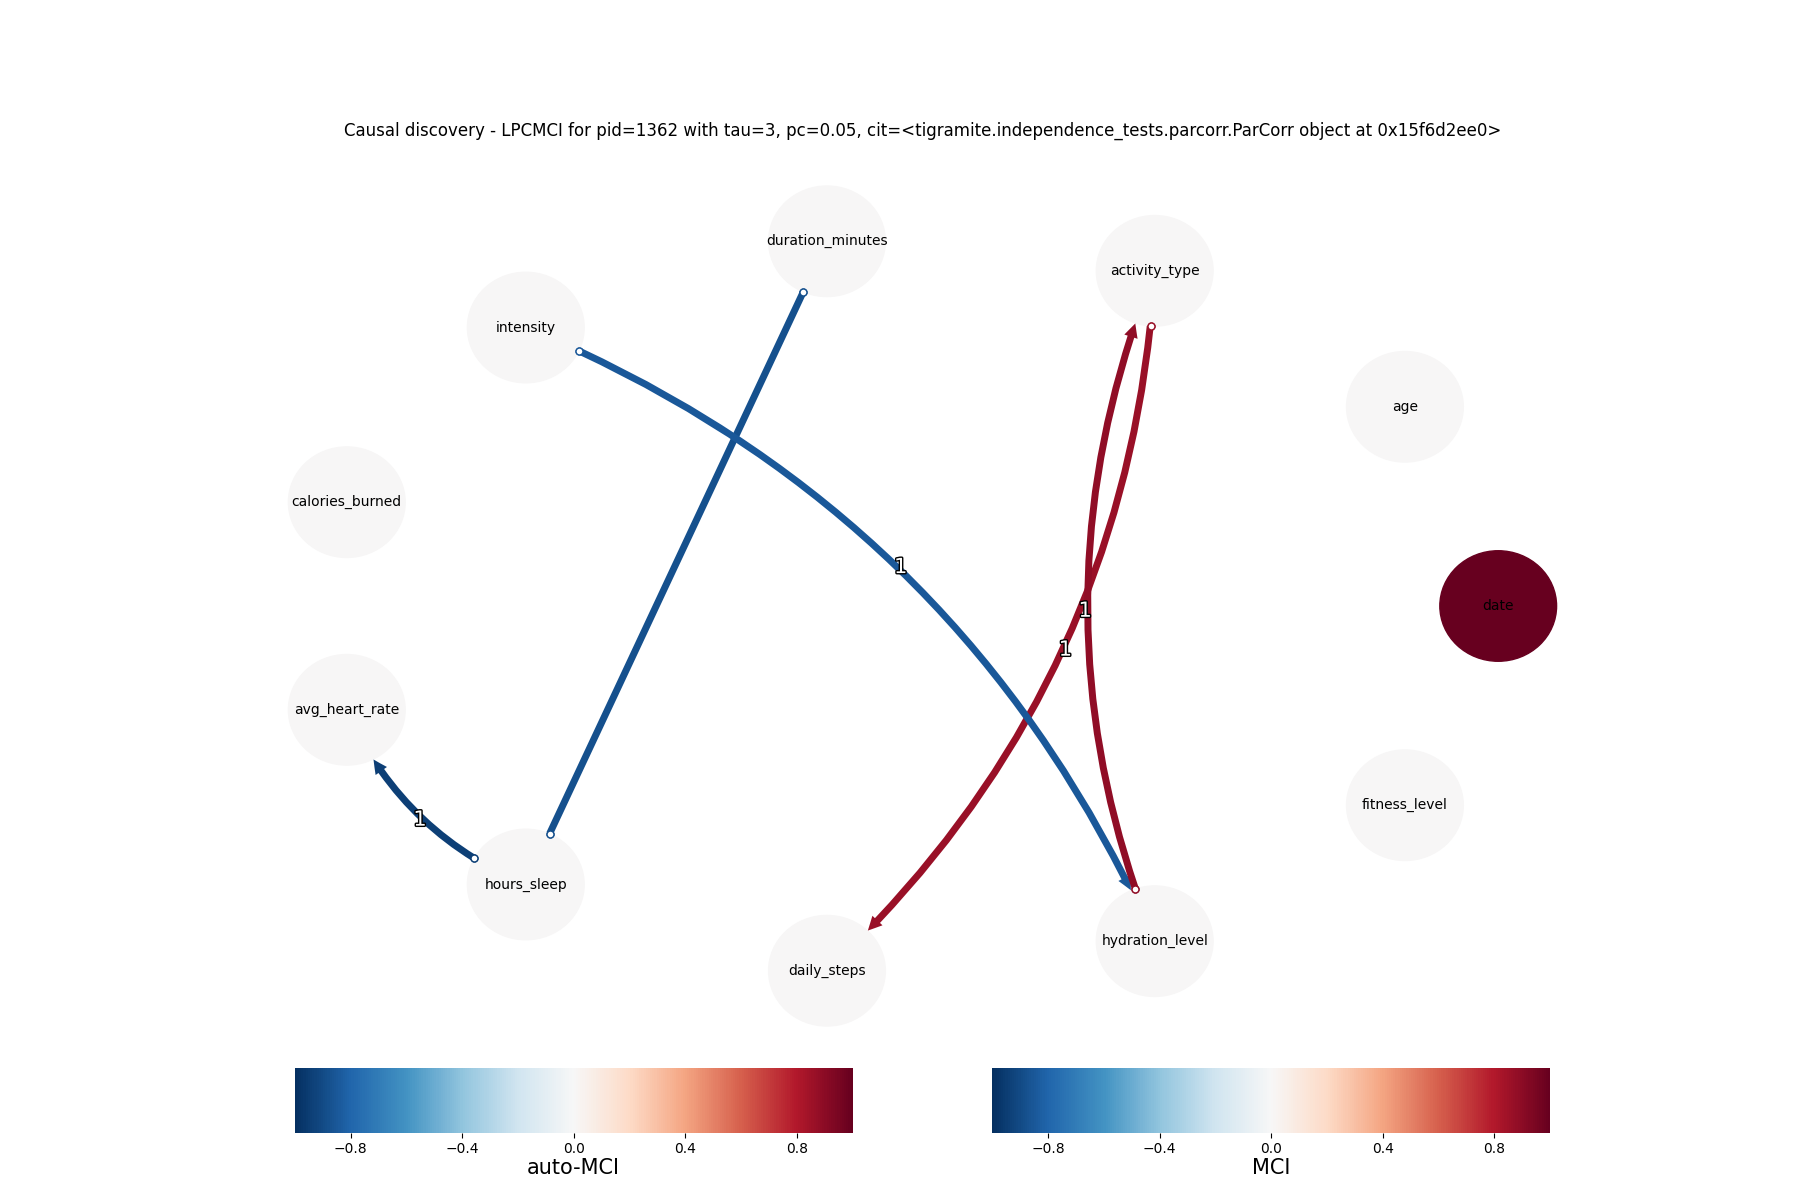 Causal discovery - LPCMCI for pid=1362 with tau=3, pc=0.05, cit=<tigramite.independence_tests.parcorr.ParCorr object at 0x15f6d2ee0>
duration_minutes
activity_type
intensity
age
calories_burned
1
date
1
1
avg_heart_rate
fitness_level
1
hours_sleep
hydration_level
daily_steps
−0.8 −0.4 0.0 0.4 0.8
auto-MCI
−0.8 −0.4 0.0 0.4 0.8
MCI